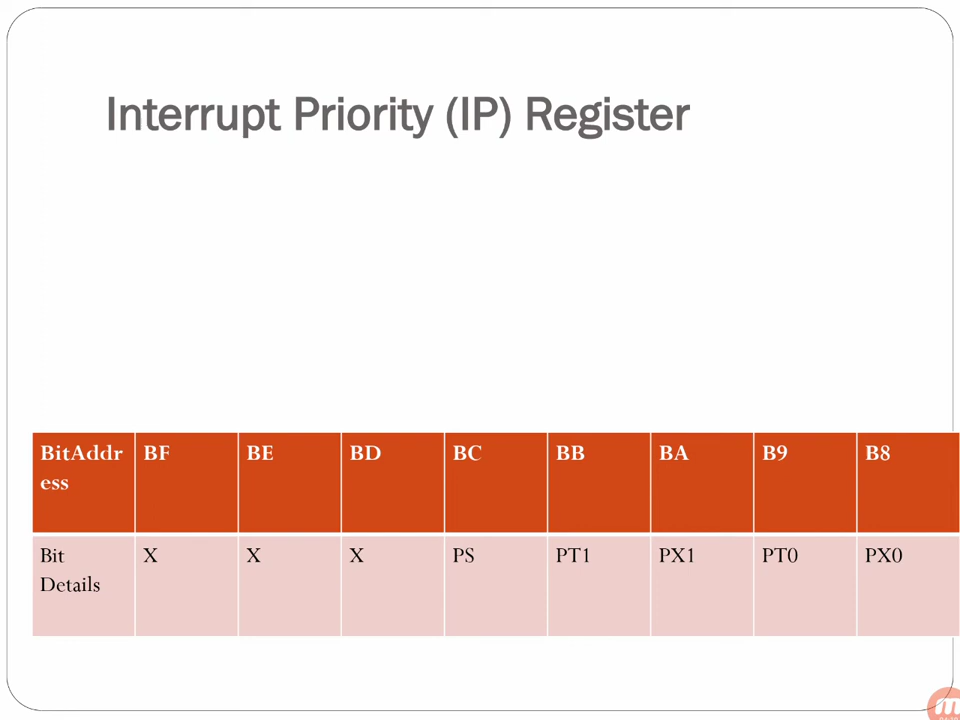 Interrupt Priority (IP) Register
BitAddr
ess
BF
BE
BD
BC
BB
BA
B9
B8
Bit
Details
X
X
X
PS
PT1
PX1
PT0
PX0